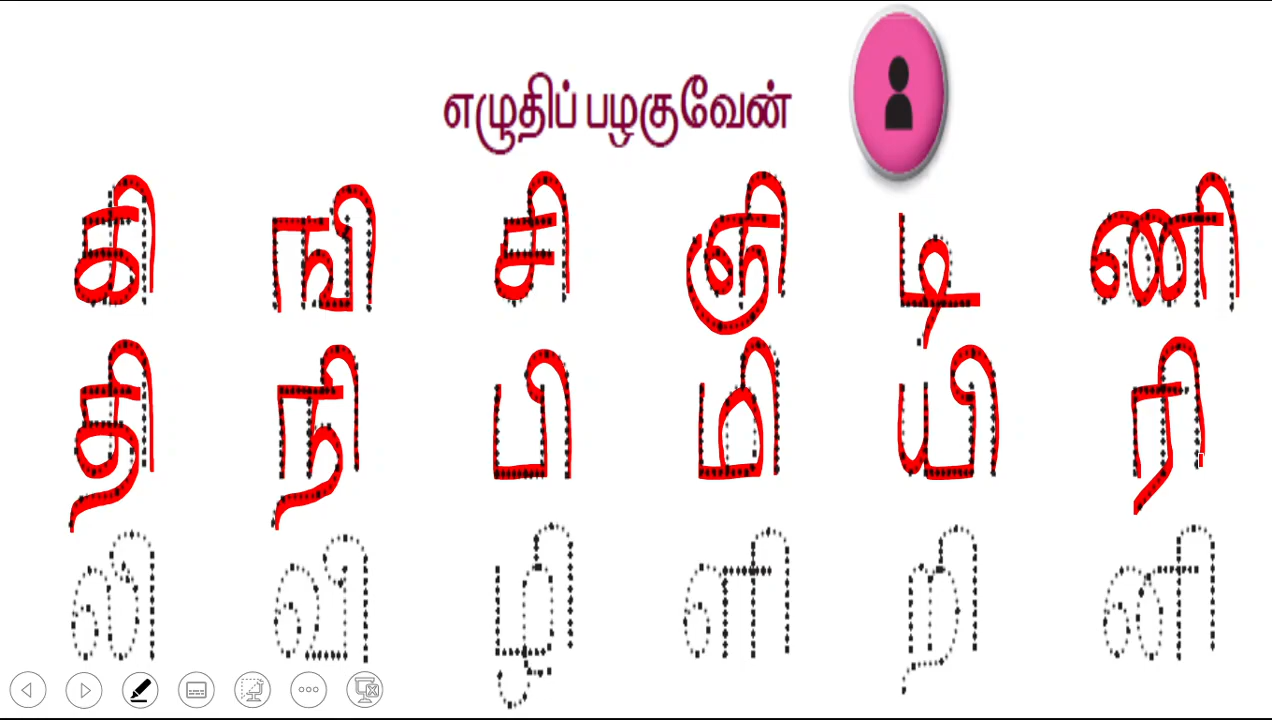 எழுதிப் பழகுவேன்
கி ஙி சி ஞி டி ணி
தி நி பி மி யி ரி
லி வி ழி ளி றி னி